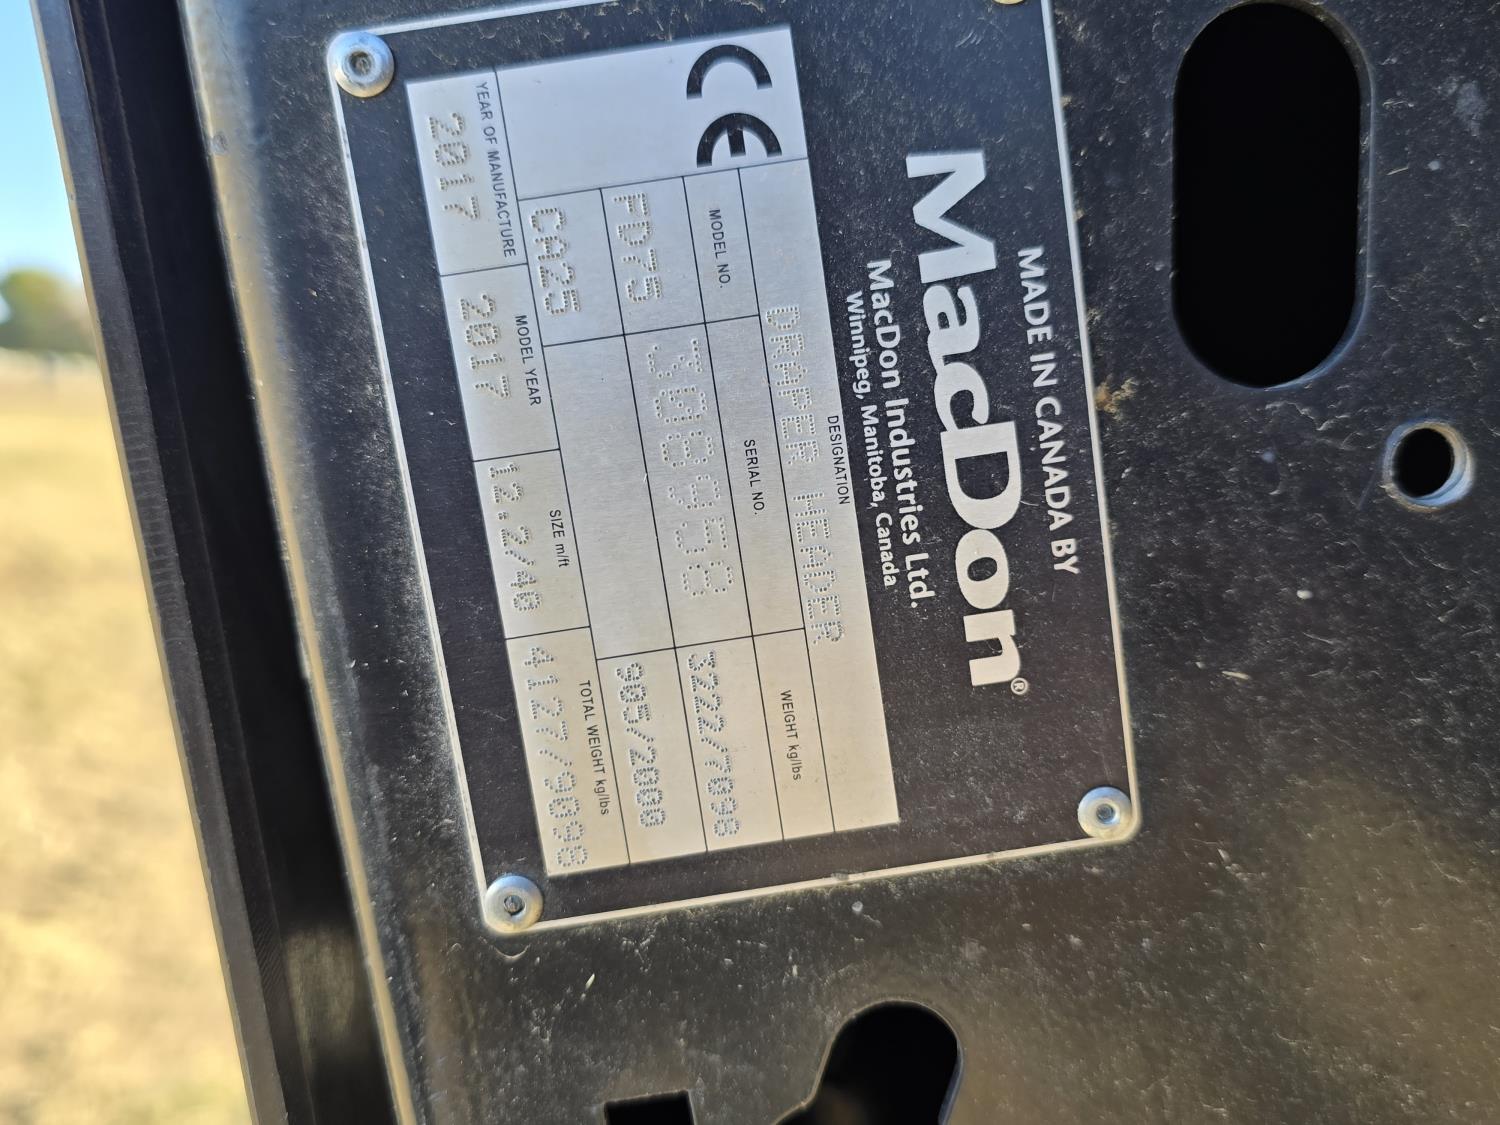 MADE IN CANADA BY
MacDon®
MacDon Industries Ltd.
Winnipeg, Manitoba, Canada
CE
DESIGNATION
DRAPER HEADER
MODEL NO. SERIAL NO. WEIGHT kg/lbs
FD75 3222/7098
CA25 905/2000
YEAR OF MANUFACTURE MODEL YEAR SIZE m/ft TOTAL WEIGHT kg/lbs
2017 2017 12.2/40 4127/9098